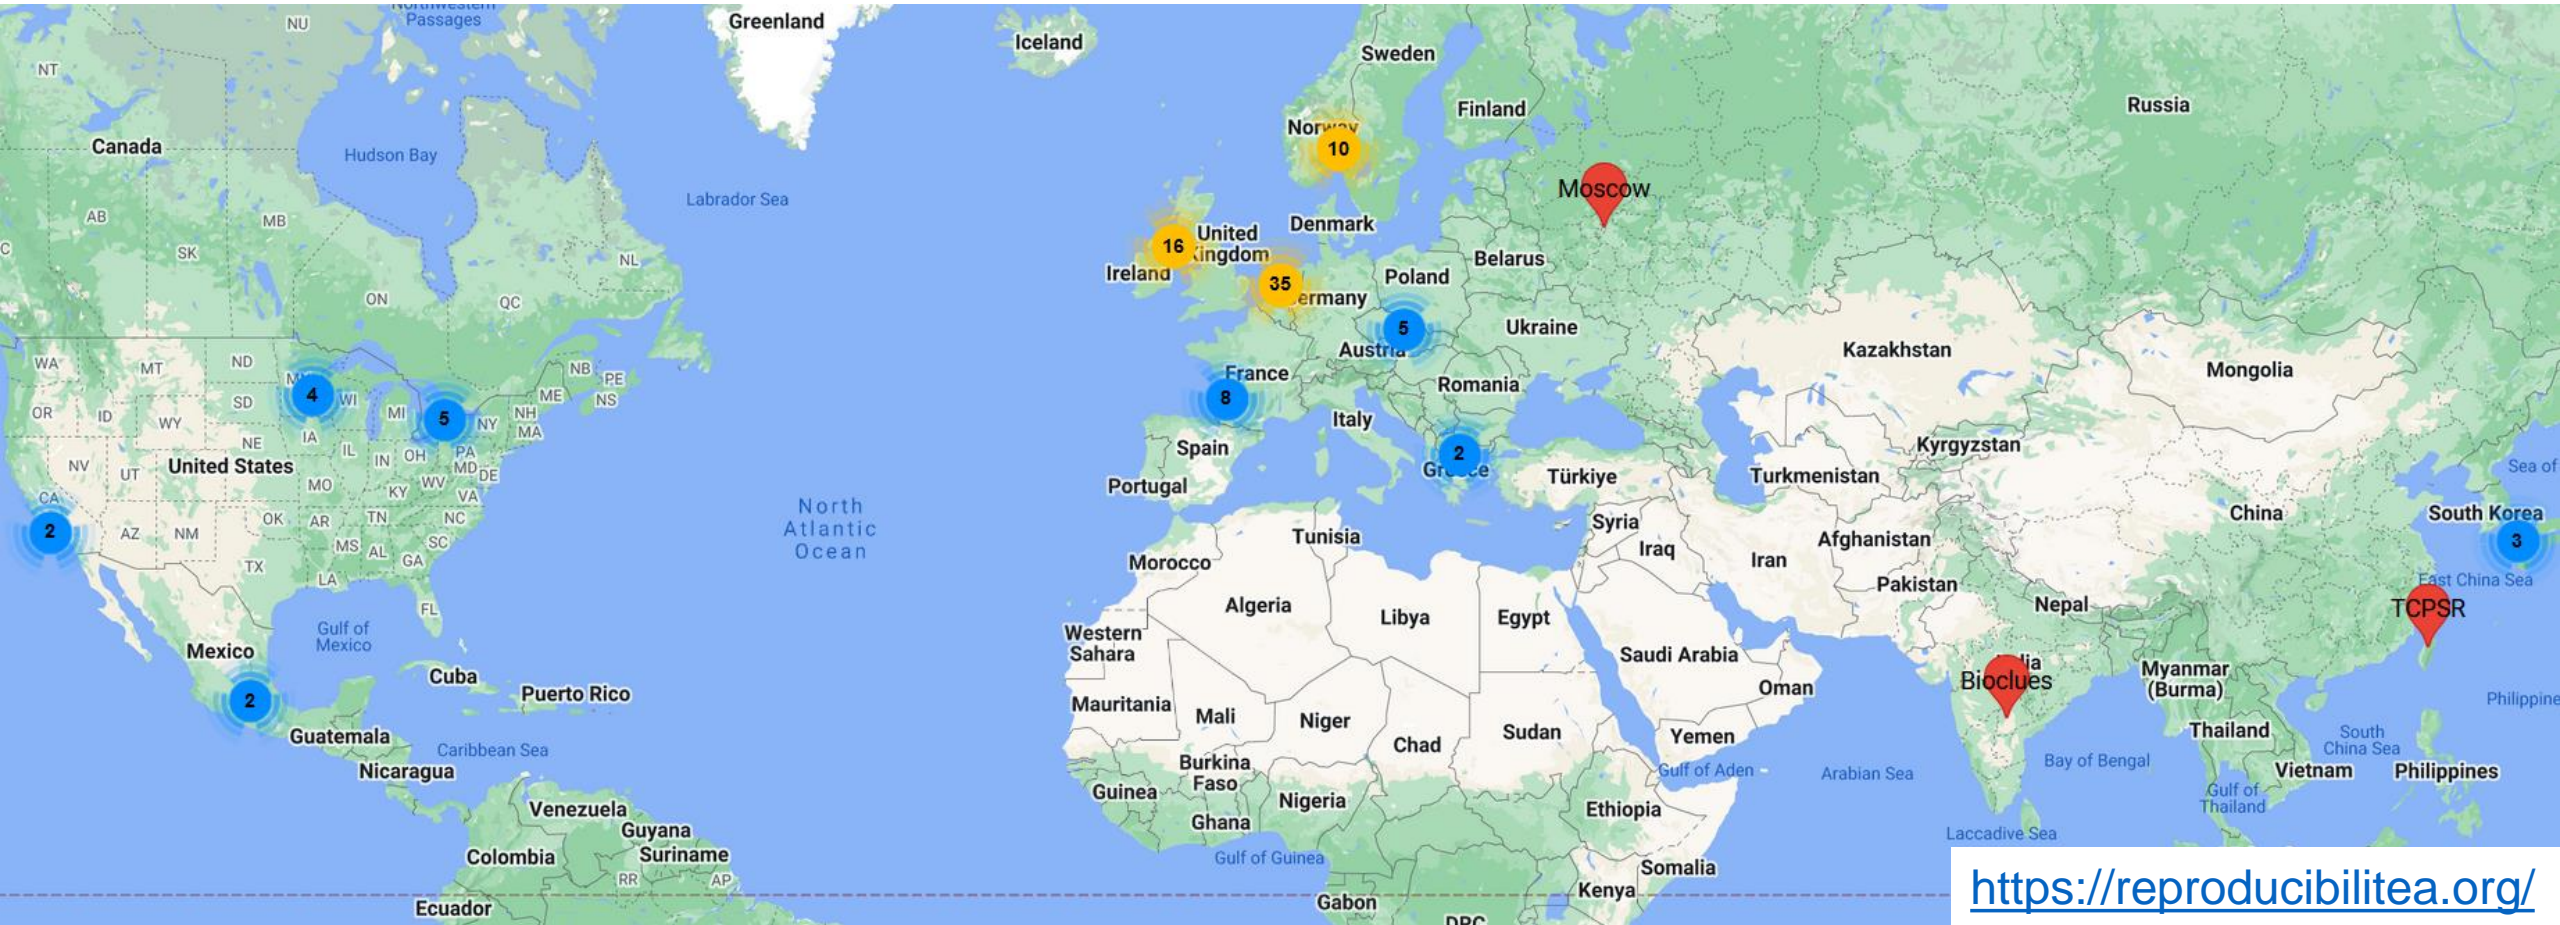 Northwestern
Passages
NU
Greenland
Iceland
Sweden
NT
Finland
Russia
Norway
10
Canada
Hudson Bay
Moscow
Labrador Sea
AB
MB
Denmark
United
Kingdom
16
SK
NL
Belarus
Ireland
Poland
35
Germany
ON
QC
5
Ukraine
Austria
Kazakhstan
WA
MT
ND
NB
PE
France
Mongolia
Romania
4
WI
ME
NS
8
SD
OR
ID
MI
NH
5
NY
Italy
WY
MA
IA
NE
Spain
2
Greece
Kyrgyzstan
IL
IN
OH
PA
MD
DE
NV
UT
United States
Türkiye
Turkmenistan
Sea of
MO
KY
WV
VA
Portugal
CA
North
Atlantic
Ocean
China
South Korea
2
AZ
NM
OK
AR
TN
NC
Syria
Tunisia
Iraq
Afghanistan
3
MS
AL
SC
GA
Morocco
Iran
TX
LA
Pakistan
East China Sea
FL
Algeria
Libya
Egypt
Nepal
TCPSR
Gulf of
Mexico
Western
Sahara
Saudi Arabia
Mexico
Myanmar
(Burma)
Cuba
Puerto Rico
Bioclues
Oman
2
Mauritania
Mali
Niger
Philippine
Guatemala
Caribbean Sea
Chad
Sudan
Yemen
Thailand
South
China Sea
Nicaragua
Burkina
Faso
Gulf of Aden
Arabian Sea
Bay of Bengal
Vietnam
Philippines
Guinea
Nigeria
Gulf of
Thailand
Venezuela
Ghana
Ethiopia
Guyana
Laccadive Sea
Colombia
Suriname
Gulf of Guinea
Somalia
RR
AP
Kenya
Ecuador
Gabon
DRC
https://reproducibilitea.org/